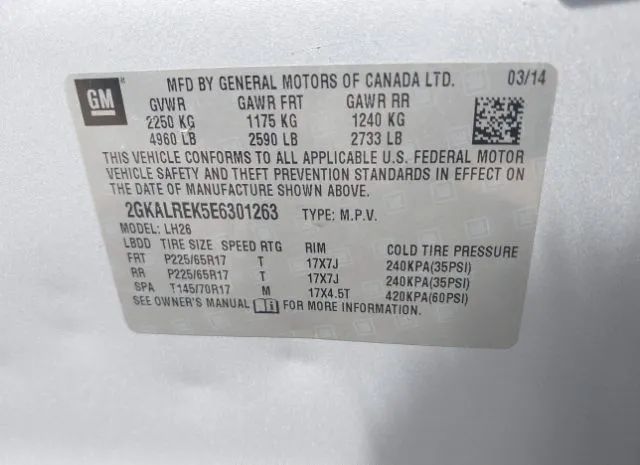 GM
MFD BY GENERAL MOTORS OF CANADA LTD. 03/14
GVWR GAWR FRT GAWR RR
2250 KG 1175 KG 1240 KG
4960 LB 2590 LB 2733 LB
THIS VEHICLE CONFORMS TO ALL APPLICABLE U.S. FEDERAL MOTOR
VEHICLE SAFETY AND THEFT PREVENTION STANDARDS IN EFFECT ON
THE DATE OF MANUFACTURE SHOWN ABOVE.
2GKALREK5E6301263 TYPE: M.P.V.
MODEL: LH26
LBDD TIRE SIZE SPEED RTG RIM COLD TIRE PRESSURE
FRT P225/65R17 T 17X7J 240KPA(35PSI)
RR P225/65R17 T 17X7J 240KPA(35PSI)
SPA T145/70R17 M 17X4.5T 420KPA(60PSI)
SEE OWNER'S MANUAL FOR MORE INFORMATION.